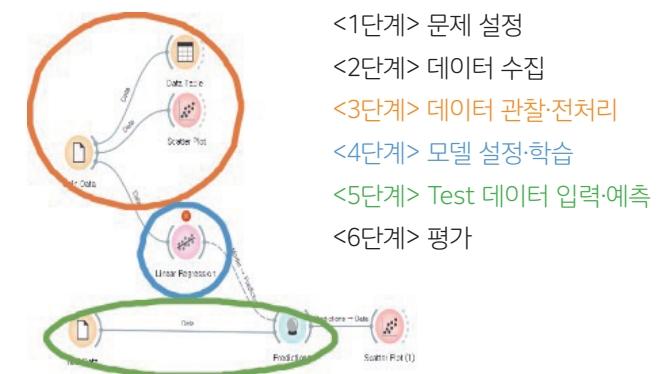 <1단계> 문제 설정
<2단계> 데이터 수집
<3단계> 데이터 관찰·전처리
<4단계> 모델 설정·학습
<5단계> Test 데이터 입력·예측
<6단계> 평가
Data Table
Data
Data
Scatter Plot
Data
Linear Regression
Data
Predictions → Data
Predictions
Scatter Plot (1)